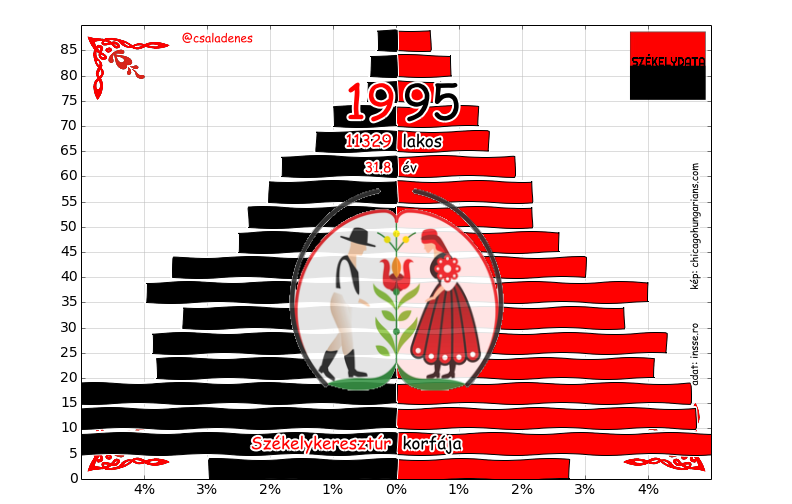 @csaladenes
SZÉKELYDATA
1995
11329 lakos
31.8 év
Székelykeresztúr korfája
kép: chicagohungarians.com
adat: insse.ro
85
80
75
70
65
60
55
50
45
40
35
30
25
20
15
10
5
0
4% 3% 2% 1% 0% 1% 2% 3% 4%